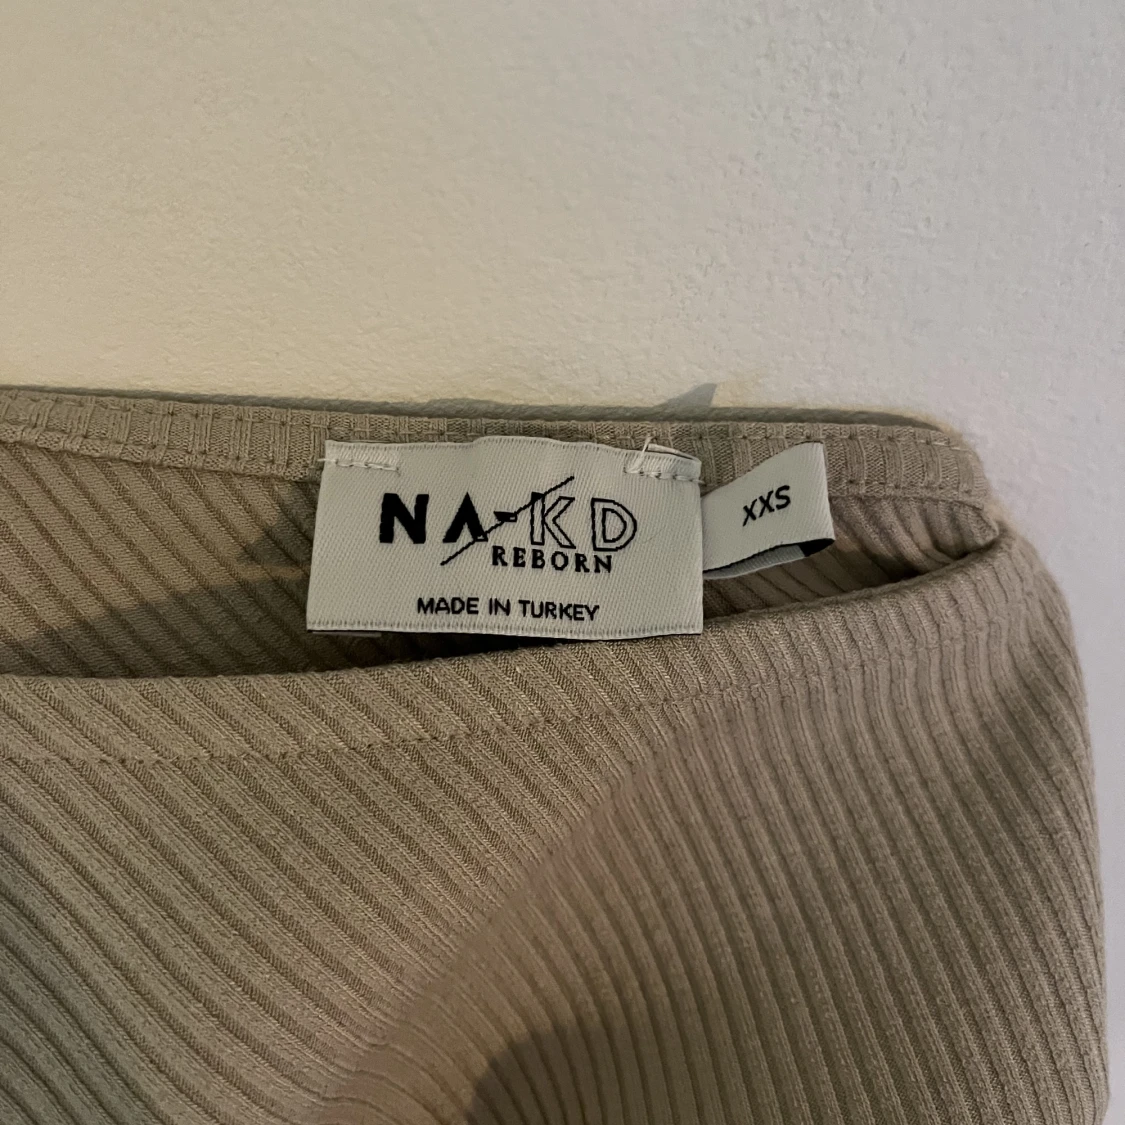 NA-KD
REBORN
MADE IN TURKEY
XXS